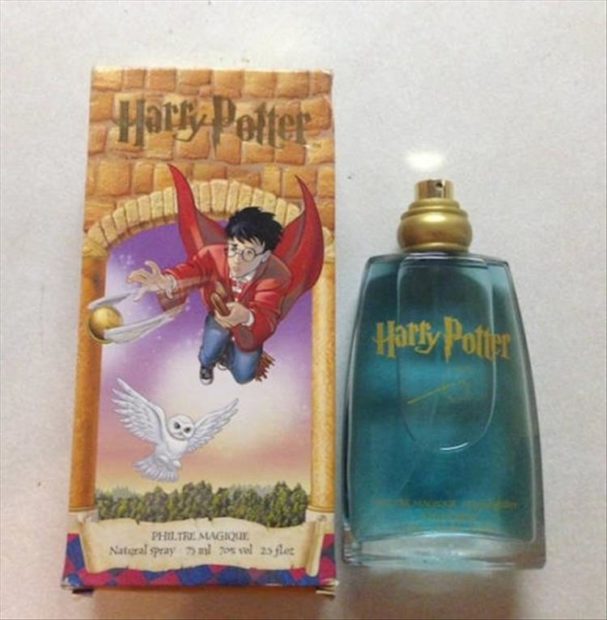 Harry Potter
PHILTRE MAGIQUE
Natural spray 75 ml 70% vol 2.5 fl.oz
Harry Potter